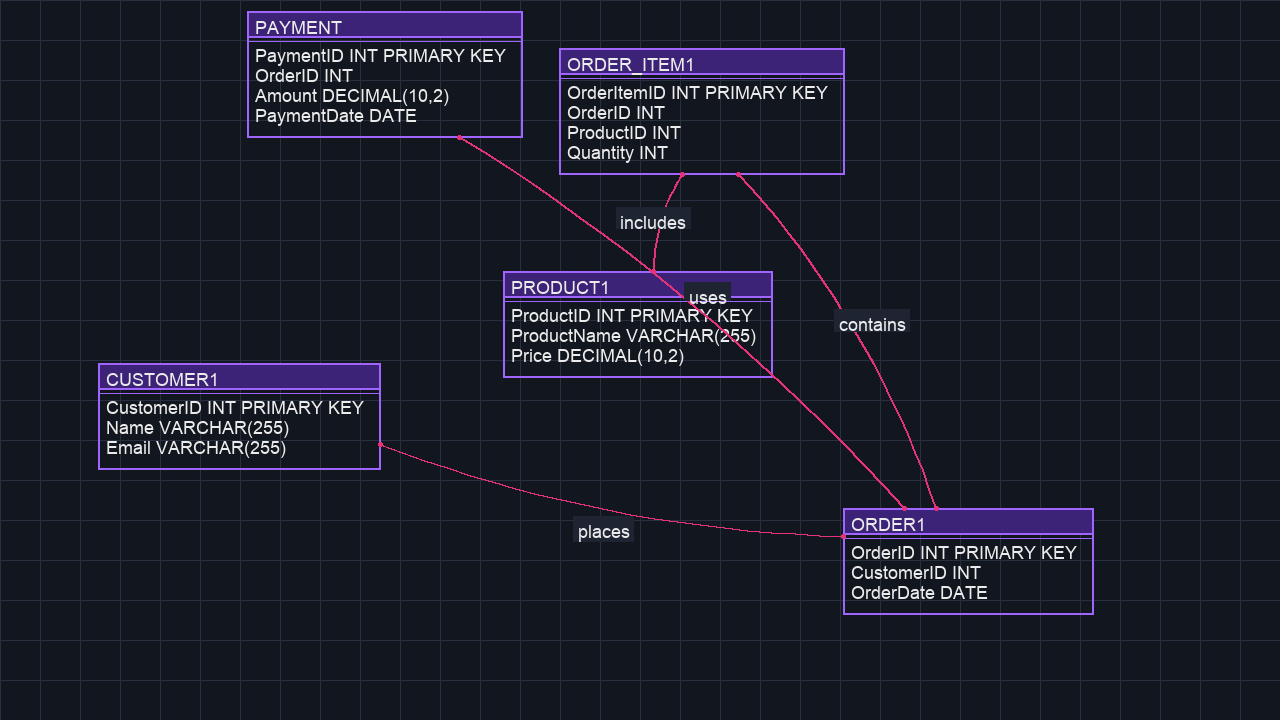 PAYMENT
PaymentID INT PRIMARY KEY
OrderID INT
Amount DECIMAL(10,2)
PaymentDate DATE
ORDER_ITEM1
OrderItemID INT PRIMARY KEY
OrderID INT
ProductID INT
Quantity INT
includes
PRODUCT1
uses
ProductID INT PRIMARY KEY
ProductName VARCHAR(255)
Price DECIMAL(10,2)
contains
CUSTOMER1
CustomerID INT PRIMARY KEY
Name VARCHAR(255)
Email VARCHAR(255)
places
ORDER1
OrderID INT PRIMARY KEY
CustomerID INT
OrderDate DATE